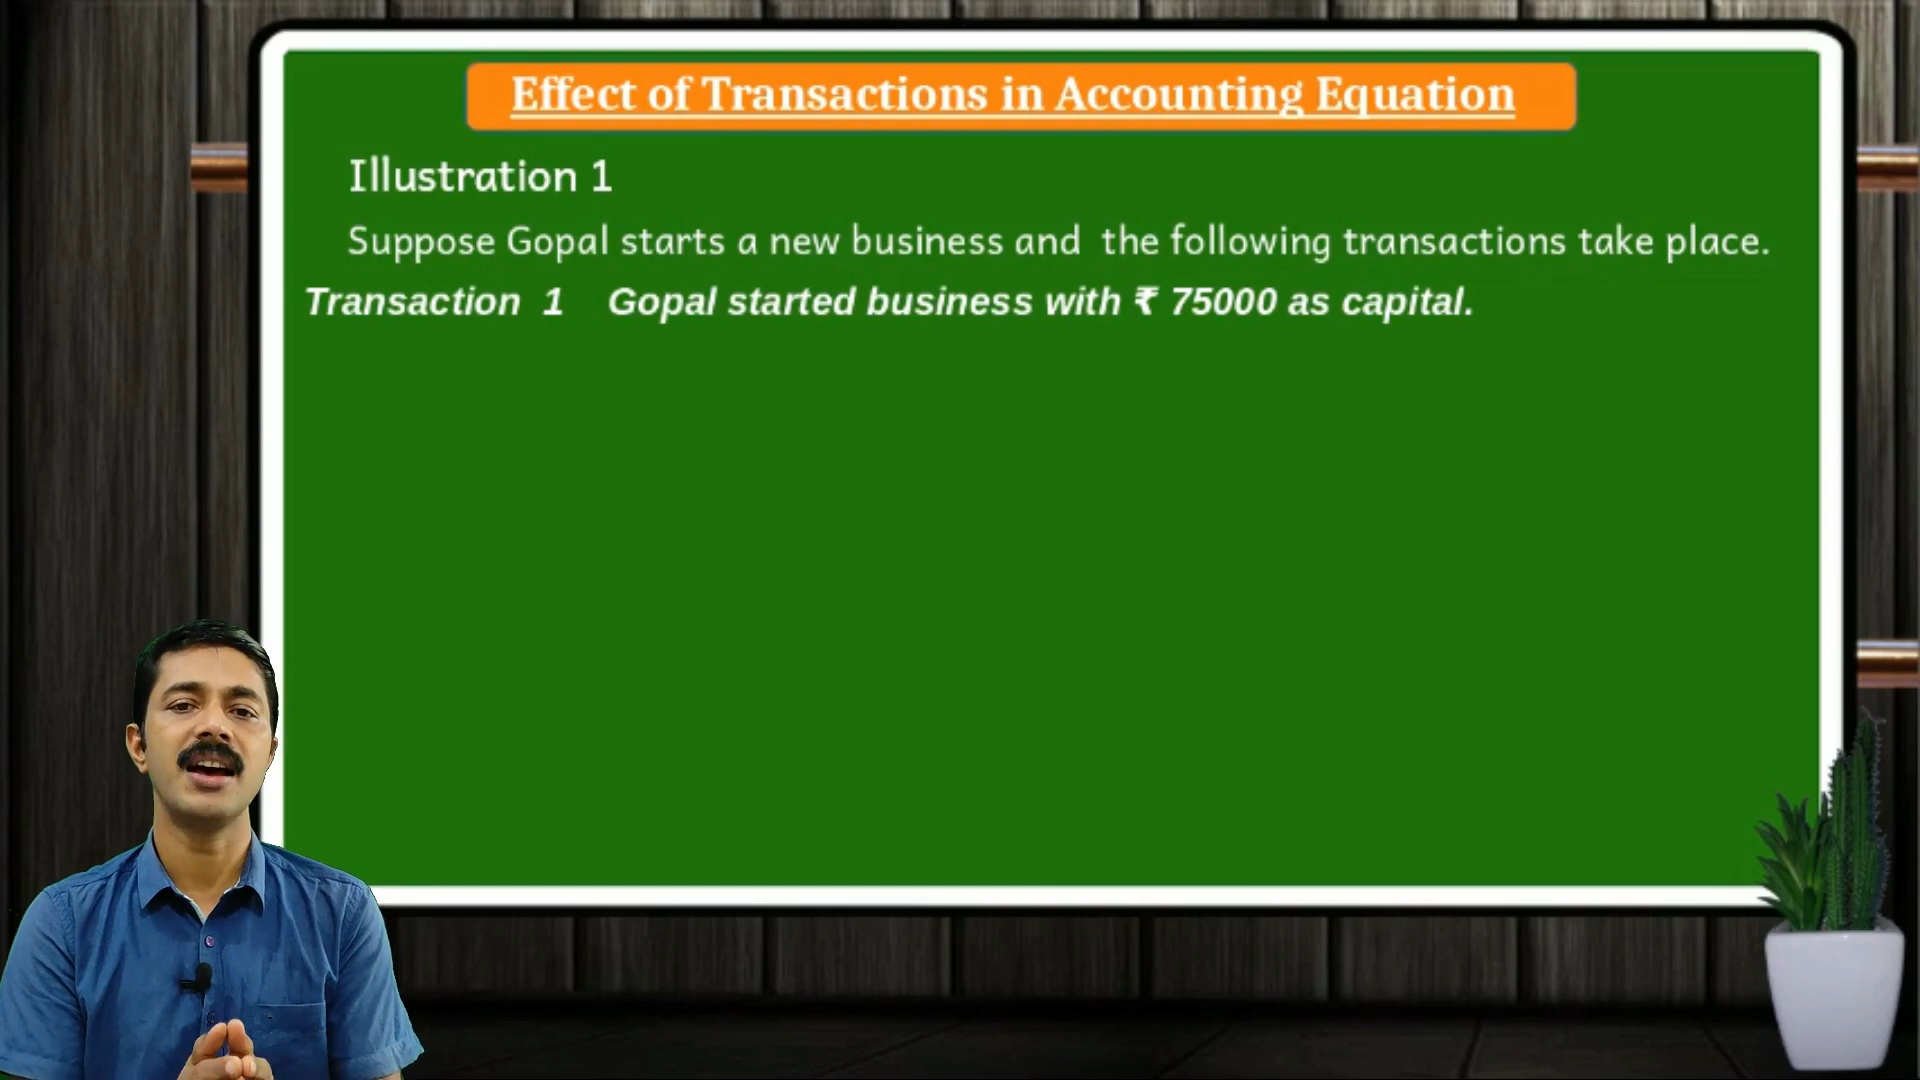 Effect of Transactions in Accounting Equation
Illustration 1
Suppose Gopal starts a new business and the following transactions take place.
Transaction 1 Gopal started business with ₹ 75000 as capital.